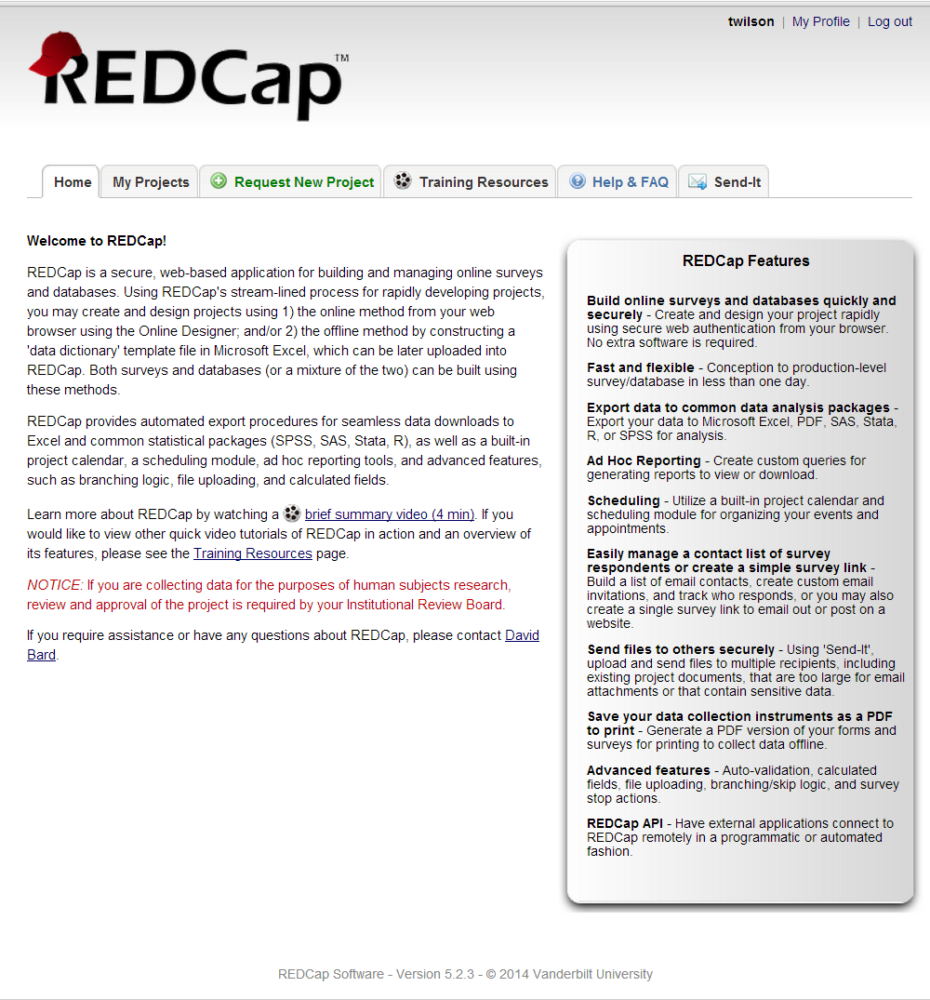 twilson | My Profile | Log out
REDCap™
Home
My Projects
Request New Project
Training Resources
Help & FAQ
Send-It
Welcome to REDCap!
REDCap is a secure, web-based application for building and managing online surveys
and databases. Using REDCap's stream-lined process for rapidly developing projects,
you may create and design projects using 1) the online method from your web
browser using the Online Designer; and/or 2) the offline method by constructing a
'data dictionary' template file in Microsoft Excel, which can be later uploaded into
REDCap. Both surveys and databases (or a mixture of the two) can be built using
these methods.
REDCap provides automated export procedures for seamless data downloads to
Excel and common statistical packages (SPSS, SAS, Stata, R), as well as a built-in
project calendar, a scheduling module, ad hoc reporting tools, and advanced features,
such as branching logic, file uploading, and calculated fields.
Learn more about REDCap by watching a brief summary video (4 min). If you
would like to view other quick video tutorials of REDCap in action and an overview of
its features, please see the Training Resources page.
NOTICE: If you are collecting data for the purposes of human subjects research,
review and approval of the project is required by your Institutional Review Board.
If you require assistance or have any questions about REDCap, please contact David
Bard.
REDCap Features
Build online surveys and databases quickly and
securely - Create and design your project rapidly
using secure web authentication from your browser.
No extra software is required.
Fast and flexible - Conception to production-level
survey/database in less than one day.
Export data to common data analysis packages -
Export your data to Microsoft Excel, PDF, SAS, Stata,
R, or SPSS for analysis.
Ad Hoc Reporting - Create custom queries for
generating reports to view or download.
Scheduling - Utilize a built-in project calendar and
scheduling module for organizing your events and
appointments.
Easily manage a contact list of survey
respondents or create a simple survey link -
Build a list of email contacts, create custom email
invitations, and track who responds, or you may also
create a single survey link to email out or post on a
website.
Send files to others securely - Using 'Send-It',
upload and send files to multiple recipients, including
existing project documents, that are too large for email
attachments or that contain sensitive data.
Save your data collection instruments as a PDF
to print - Generate a PDF version of your forms and
surveys for printing to collect data offline.
Advanced features - Auto-validation, calculated
fields, file uploading, branching/skip logic, and survey
stop actions.
REDCap API - Have external applications connect to
REDCap remotely in a programmatic or automated
fashion.
REDCap Software - Version 5.2.3 - © 2014 Vanderbilt University